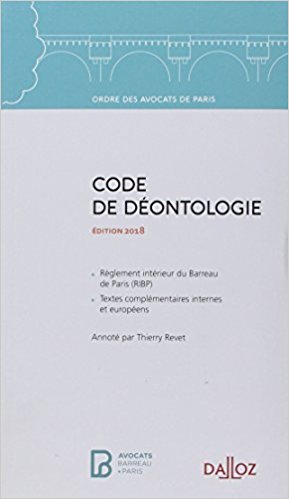 ORDRE DES AVOCATS DE PARIS
CODE
DE DÉONTOLOGIE
ÉDITION 2018
• Règlement intérieur du Barreau
de Paris (RIBP)
• Textes complémentaires internes
et européens
Annoté par Thierry Revet
B
AVOCATS
BARREAU
•PARIS
DALLOZ